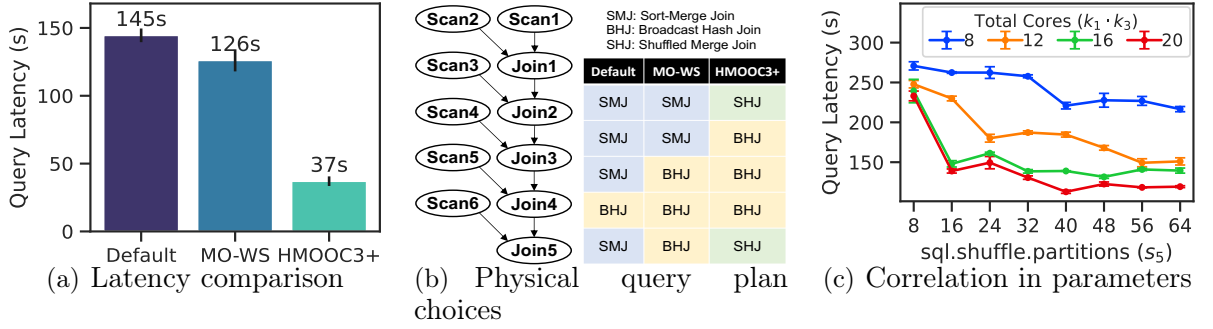 145s
126s
37s
Query Latency (s)
150
100
50
0
Default MO-WS HMOOC3+
(a) Latency comparison
Scan2 Scan1
Scan3 Join1
Scan4 Join2
Scan5 Join3
Scan6 Join4
Join5
SMJ: Sort-Merge Join
BHJ: Broadcast Hash Join
SHJ: Shuffled Merge Join
Default MO-WS HMOOC3+
SMJ SMJ SHJ
SMJ SMJ BHJ
SMJ BHJ BHJ
BHJ BHJ BHJ
SMJ BHJ SHJ
(b) Physical query plan
choices
Total Cores (k₁ · k₃)
8 12 16 20
Query Latency (s)
300
250
200
150
8 16 24 32 40 48 56 64
sql.shuffle.partitions (s₅)
(c) Correlation in parameters